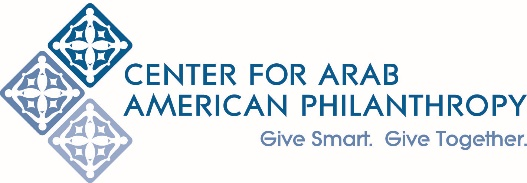 CENTER FOR ARAB
AMERICAN PHILANTHROPY
Give Smart. Give Together.